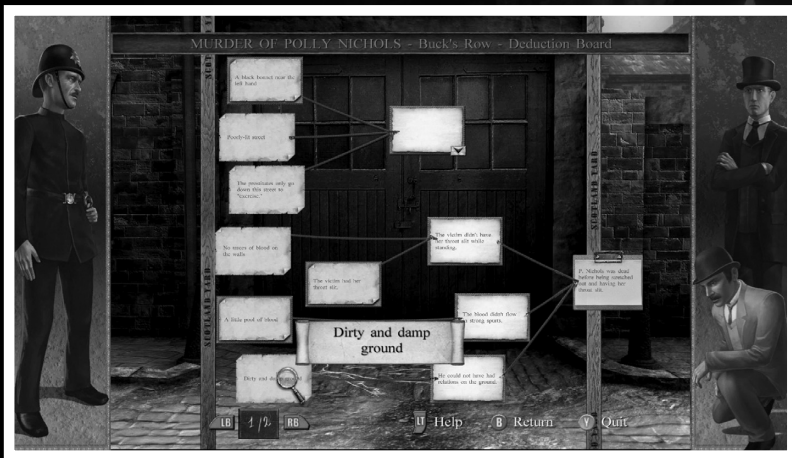 MURDER OF POLLY NICHOLS - Buck's Row - Deduction Board
A black bonnet near the
left hand
Poorly-lit street
The prostitutes only go
down this street to
"exercise."
No traces of blood on
the walls
The victim didn't have
her throat slit while
standing.
The victim had her
throat slit.
P. Nichols was dead
before being stretched
out and having her
throat slit.
A little pool of blood
The blood didn't flow
in strong spurts.
Dirty and damp
ground
Dirty and
He could not have had
relations on the ground.
SCOTLAND YARD
SCOTLAND YARD
SCOTLAND YARD
LB 1/2 RB
LT Help B Return Y Quit